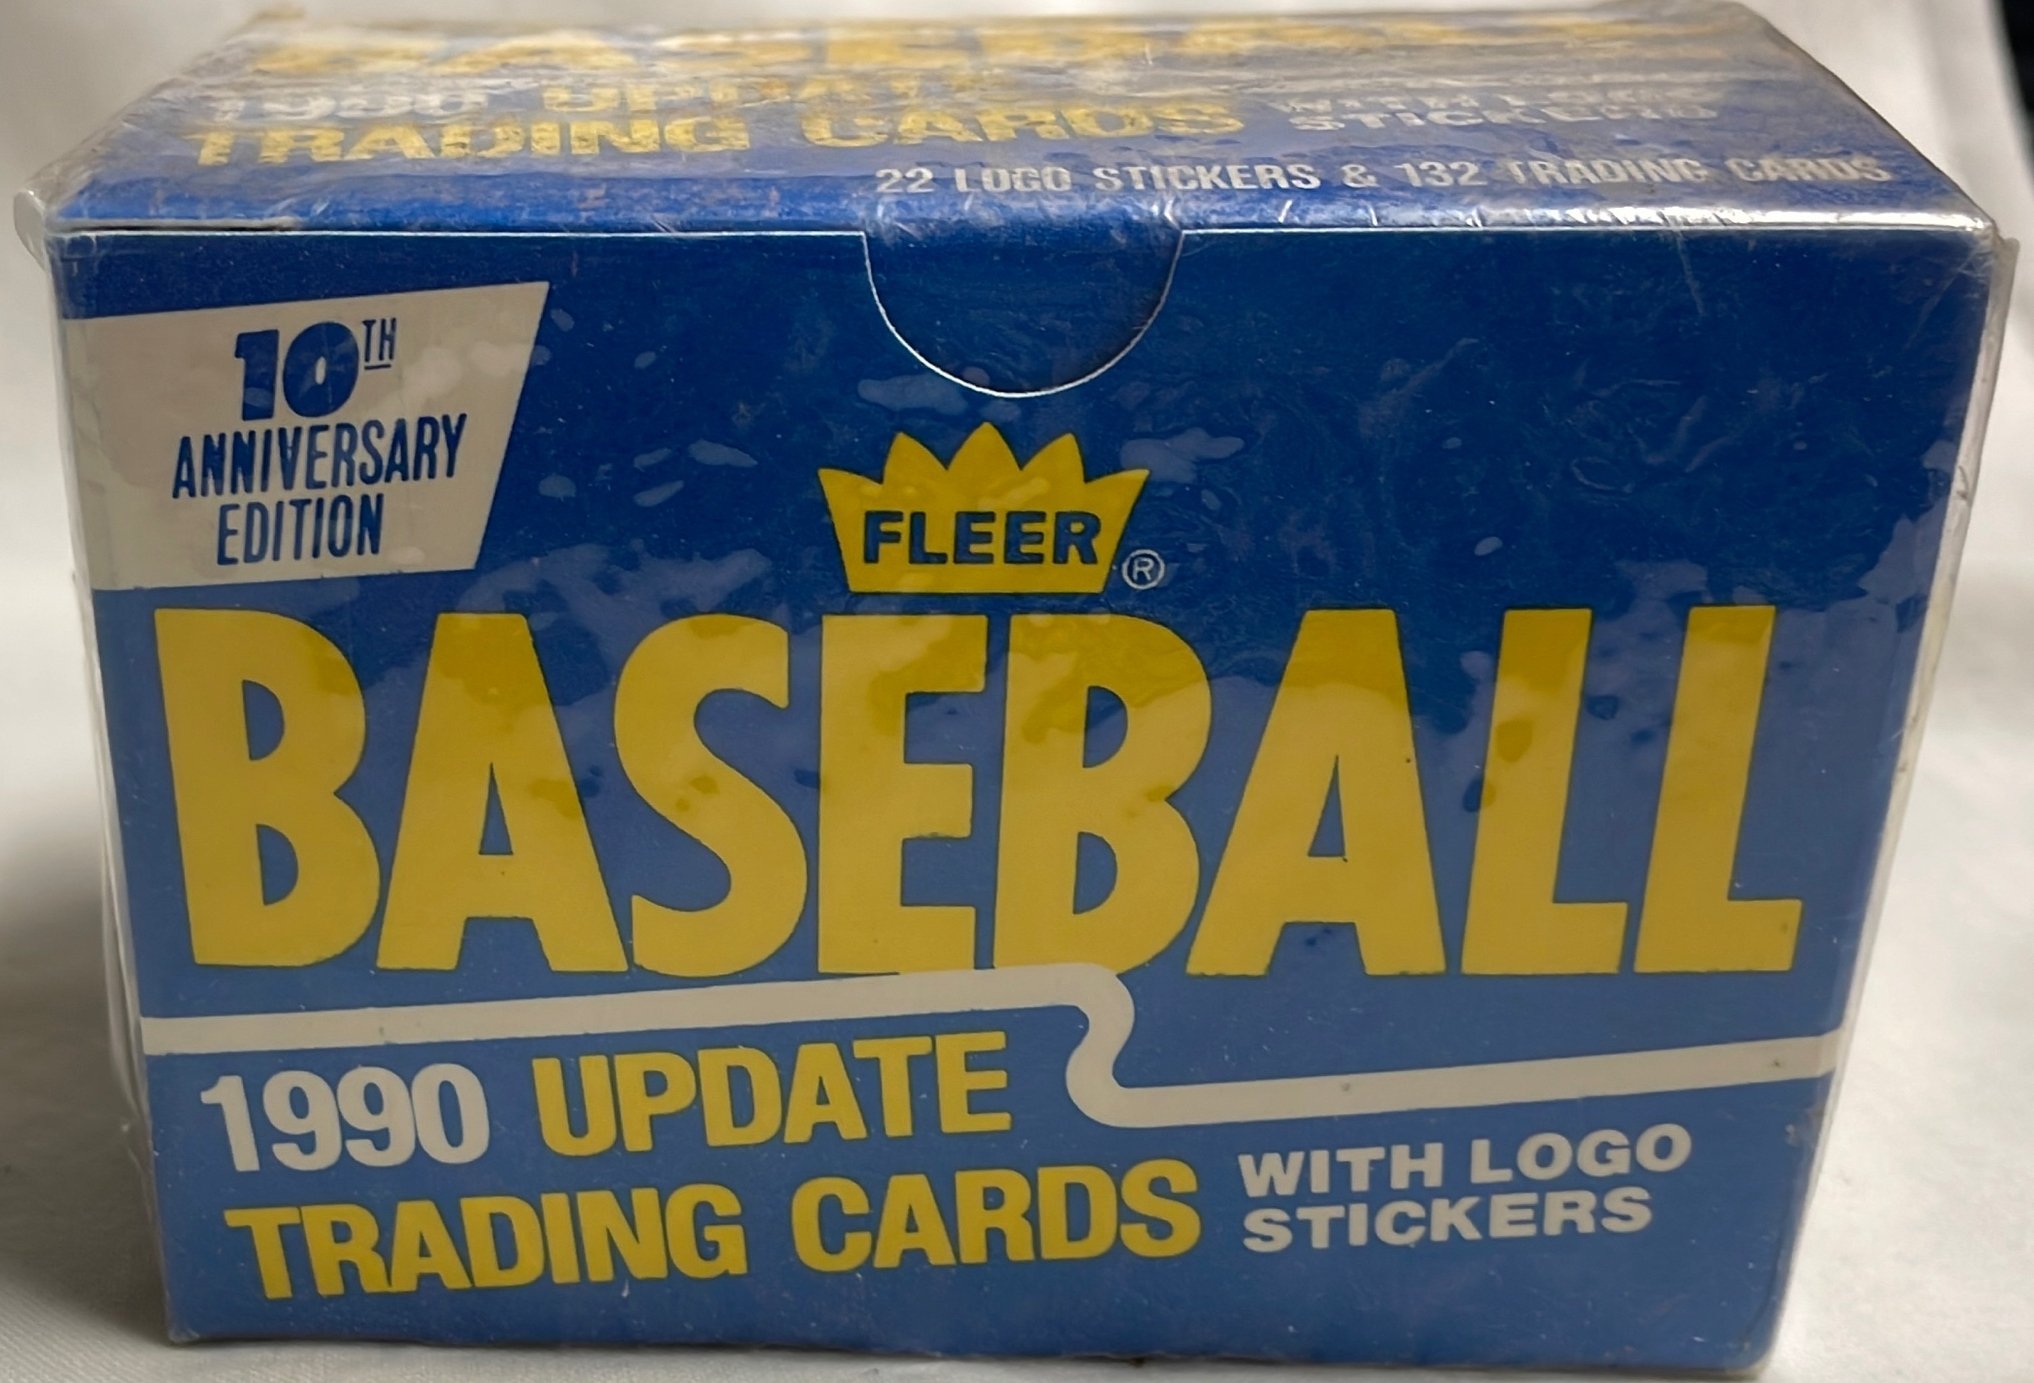 BASEBALL
1990 UPDATE
TRADING CARDS WITH LOGO
STICKERS
22 LOGO STICKERS & 132 TRADING CARDS
10TH
ANNIVERSARY
EDITION
FLEER®
BASEBALL
1990 UPDATE
TRADING CARDS
WITH LOGO
STICKERS